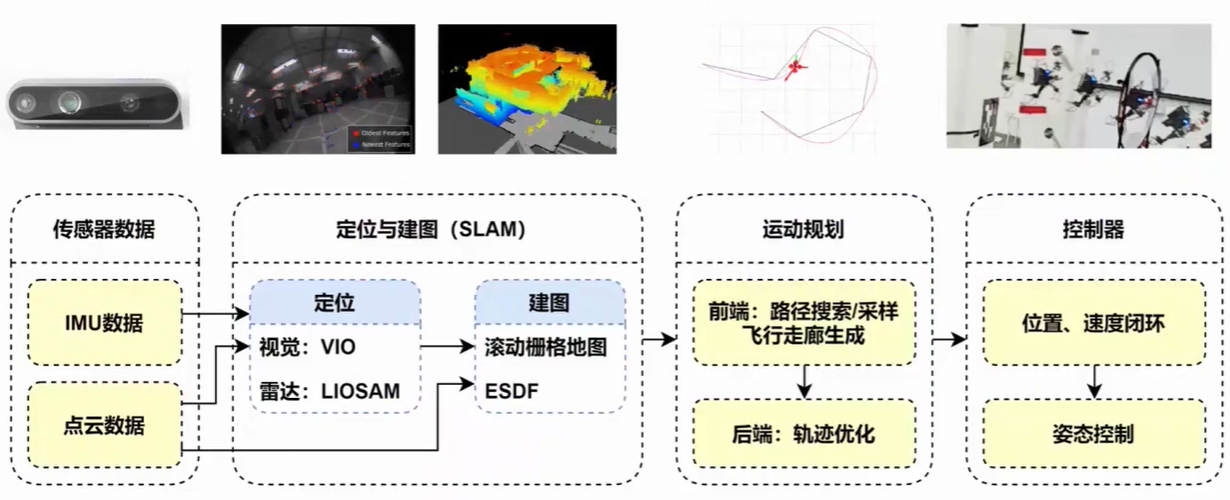 Oldest Features
Newest Features
传感器数据
IMU数据
点云数据
定位与建图（SLAM）
定位
视觉：VIO
雷达：LIOSAM
建图
滚动栅格地图
ESDF
运动规划
前端：路径搜索/采样
飞行走廊生成
后端：轨迹优化
控制器
位置、速度闭环
姿态控制